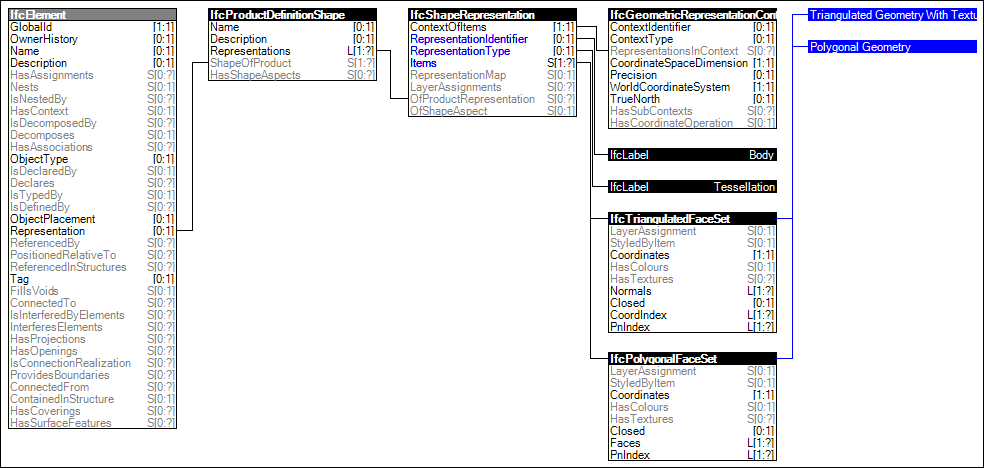 IfcElement
GlobalId [1:1]
OwnerHistory [0:1]
Name [0:1]
Description [0:1]
HasAssignments S[0:?]
Nests S[0:1]
IsNestedBy S[0:?]
HasContext S[0:1]
IsDecomposedBy S[0:?]
Decomposes S[0:1]
HasAssociations S[0:?]
ObjectType [0:1]
IsDeclaredBy S[0:1]
Declares S[0:?]
IsTypedBy S[0:1]
IsDefinedBy S[0:?]
ObjectPlacement [0:1]
Representation [0:1]
ReferencedBy S[0:?]
PositionedRelativeTo S[0:?]
ReferencedInStructures S[0:?]
Tag [0:1]
FillsVoids S[0:1]
ConnectedTo S[0:?]
IsInterferedByElements S[0:?]
InterferesElements S[0:?]
HasProjections S[0:?]
HasOpenings S[0:?]
IsConnectionRealization S[0:?]
ProvidesBoundaries S[0:?]
ConnectedFrom S[0:?]
ContainedInStructure S[0:1]
HasCoverings S[0:?]
HasSurfaceFeatures S[0:?]
IfcProductDefinitionShape
Name [0:1]
Description [0:1]
Representations L[1:?]
ShapeOfProduct S[1:?]
HasShapeAspects S[0:?]
IfcShapeRepresentation
ContextOfItems [1:1]
RepresentationIdentifier [0:1]
RepresentationType [0:1]
Items S[1:?]
RepresentationMap S[0:1]
LayerAssignments S[0:?]
OfProductRepresentation S[0:?]
OfShapeAspect S[0:1]
IfcGeometricRepresentationCont
ContextIdentifier [0:1]
ContextType [0:1]
RepresentationsInContext S[0:?]
CoordinateSpaceDimension [1:1]
Precision [0:1]
WorldCoordinateSystem [1:1]
TrueNorth [0:1]
HasSubContexts S[0:?]
HasCoordinateOperation S[0:1]
IfcLabel Body
IfcLabel Tessellation
IfcTriangulatedFaceSet
LayerAssignment S[0:1]
StyledByItem S[0:1]
Coordinates [1:1]
HasColours S[0:1]
HasTextures S[0:?]
Normals L[1:?]
Closed [0:1]
CoordIndex L[1:?]
PnIndex L[1:?]
IfcPolygonalFaceSet
LayerAssignment S[0:1]
StyledByItem S[0:1]
Coordinates [1:1]
HasColours S[0:1]
HasTextures S[0:?]
Closed [0:1]
Faces L[1:?]
PnIndex L[1:?]
Triangulated Geometry With Textu
Polygonal Geometry